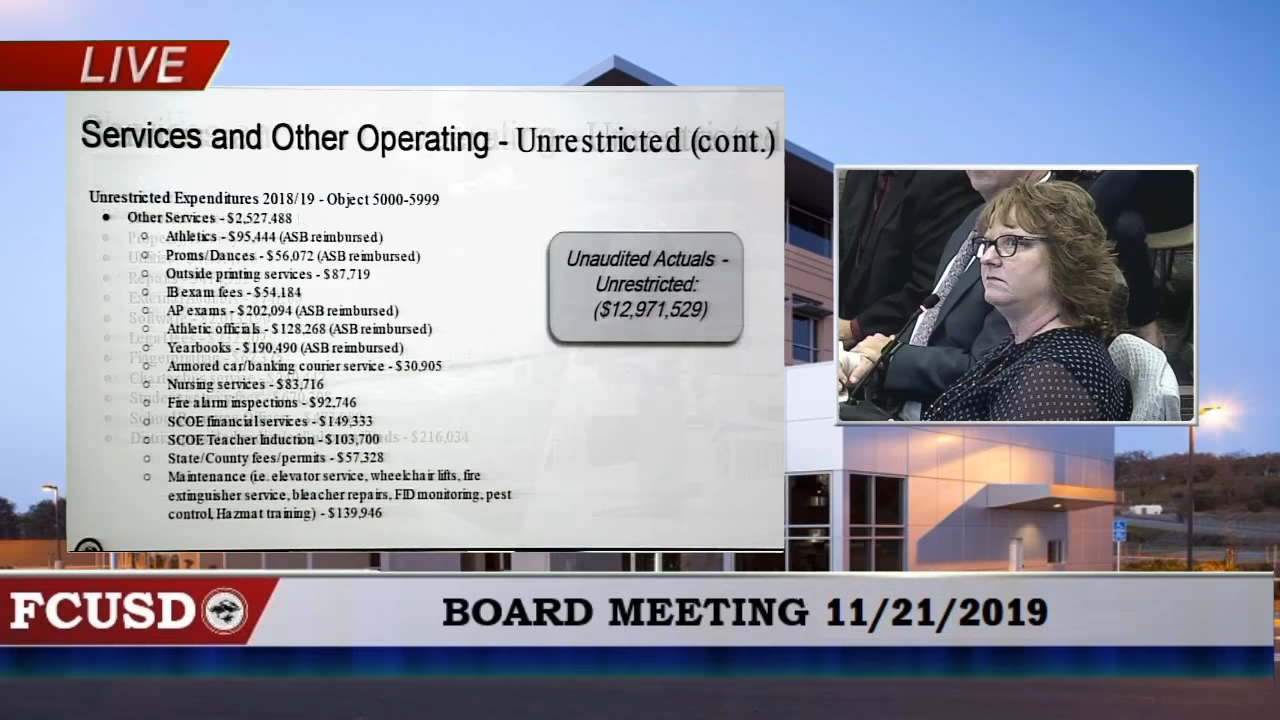 LIVE
Services and Other Operating - Unrestricted (cont.)
Unrestricted Expenditures 2018/19 - Object 5000-5999
Other Services - $2,527,488
Athletics - $95,444 (ASB reimbursed)
Proms/Dances - $56,072 (ASB reimbursed)
Outside printing services - $87,719
IB exam fees - $54,184
AP exams - $202,094 (ASB reimbursed)
Athletic officials - $128,268 (ASB reimbursed)
Yearbooks - $190,490 (ASB reimbursed)
Armored car/banking courier service - $30,905
Nursing services - $83,716
Fire alarm inspections - $92,746
SCOE financial services - $149,333
SCOE Teacher Induction - $103,700
State/County fees/permits - $57,328
Maintenance (i.e. elevator service, wheelchair lifts, fire
extinguisher service, bleacher repairs, FID monitoring, pest
control, Hazmat training) - $139,946
Unaudited Actuals -
Unrestricted:
($12,971,529)
FCUSD
BOARD MEETING 11/21/2019